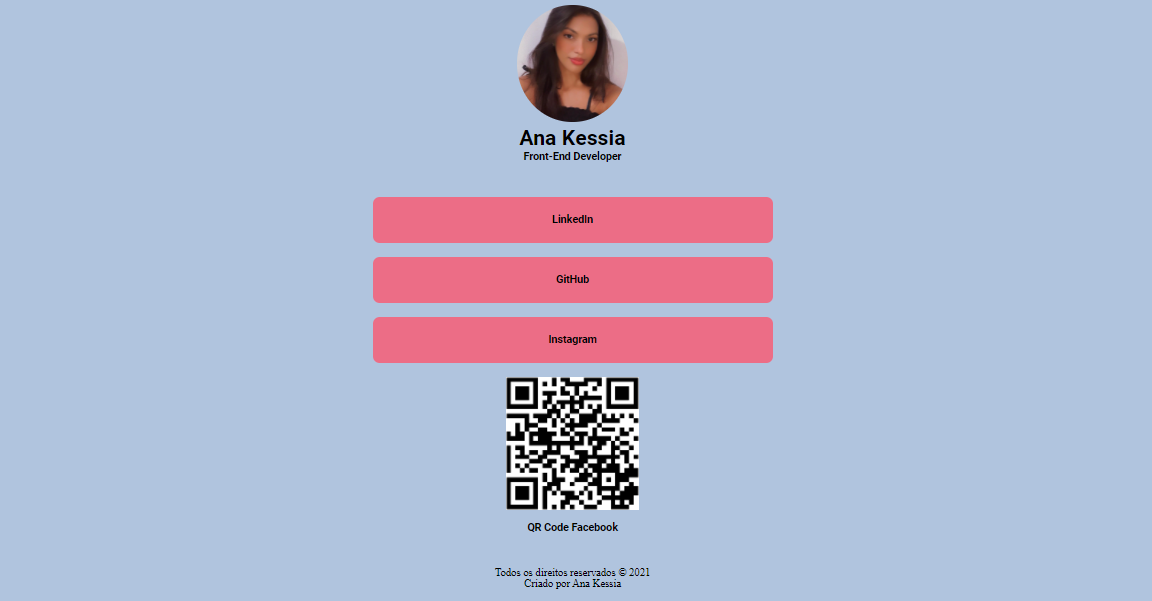 Ana Kessia
Front-End Developer
LinkedIn
GitHub
Instagram
QR Code Facebook
Todos os direitos reservados © 2021
Criado por Ana Kessia